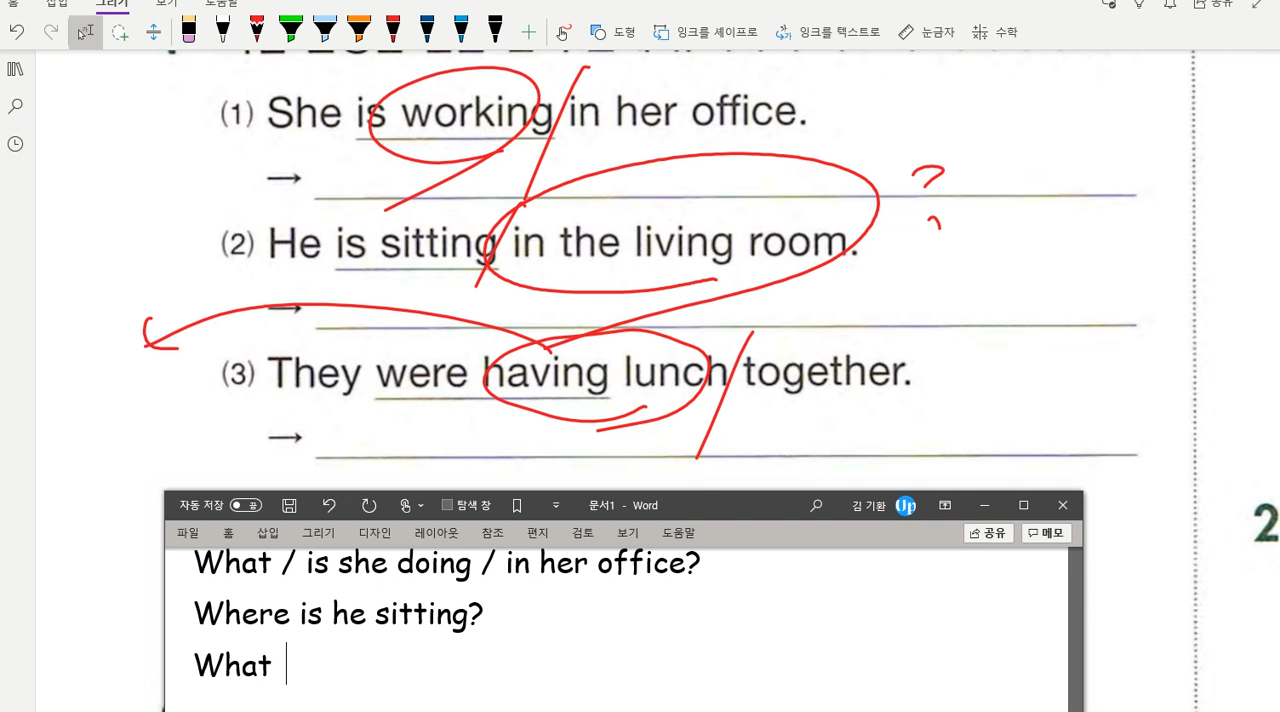 홈 삽입 그리기 보기 도움말 공유
도형 잉크를 셰이프로 잉크를 텍스트로 눈금자 수학
(1) She is working in her office.
→
?
(2) He is sitting in the living room.
→
(3) They were having lunch together.
→
자동 저장 끔 탐색 창 문서1 - Word 김 기환 Up
파일 홈 삽입 그리기 디자인 레이아웃 참조 편지 검토 보기 도움말 공유 메모
2
What / is she doing / in her office?
Where is he sitting?
What